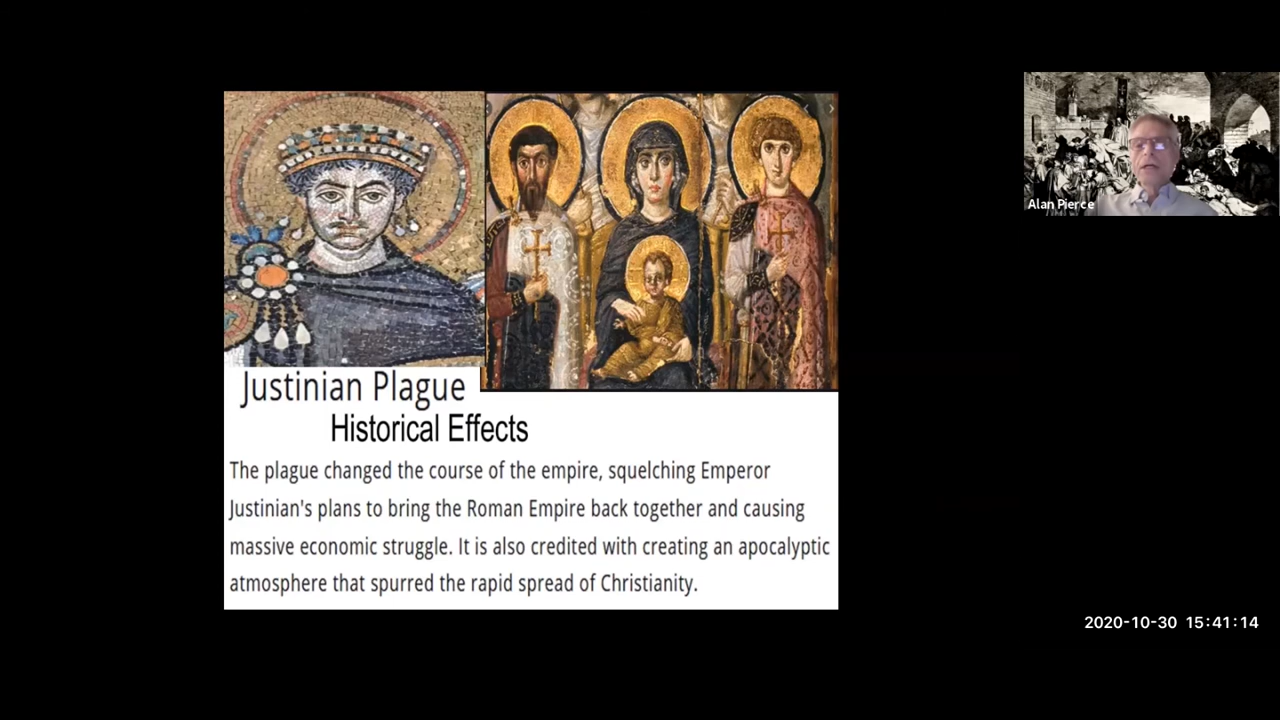 Alan Pierce
Justinian Plague
Historical Effects
The plague changed the course of the empire, squelching Emperor
Justinian's plans to bring the Roman Empire back together and causing
massive economic struggle. It is also credited with creating an apocalyptic
atmosphere that spurred the rapid spread of Christianity.
2020-10-30 15:41:14